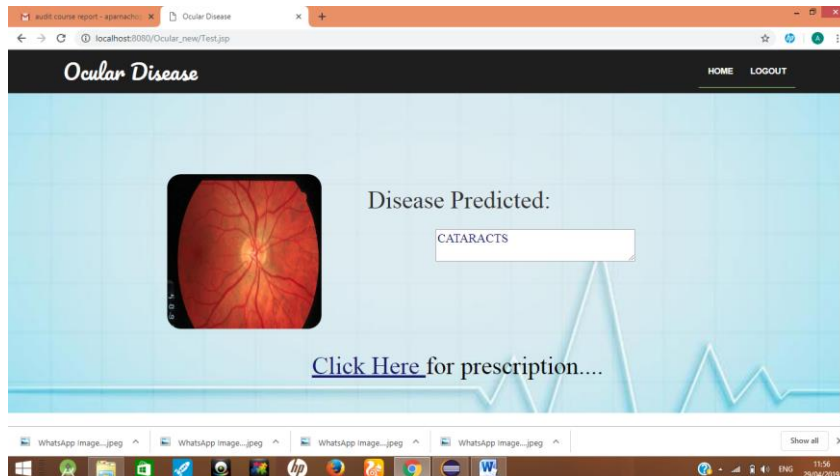 audit course report - aparnacho
Ocular Disease
localhost:8080/Ocular_new/Test.jsp
Ocular Disease
HOME LOGOUT
Disease Predicted:
CATARACTS
Click Here for prescription....
WhatsApp Image....jpeg
WhatsApp Image....jpeg
WhatsApp Image....jpeg
WhatsApp Image....jpeg
Show all
ENG
11:56